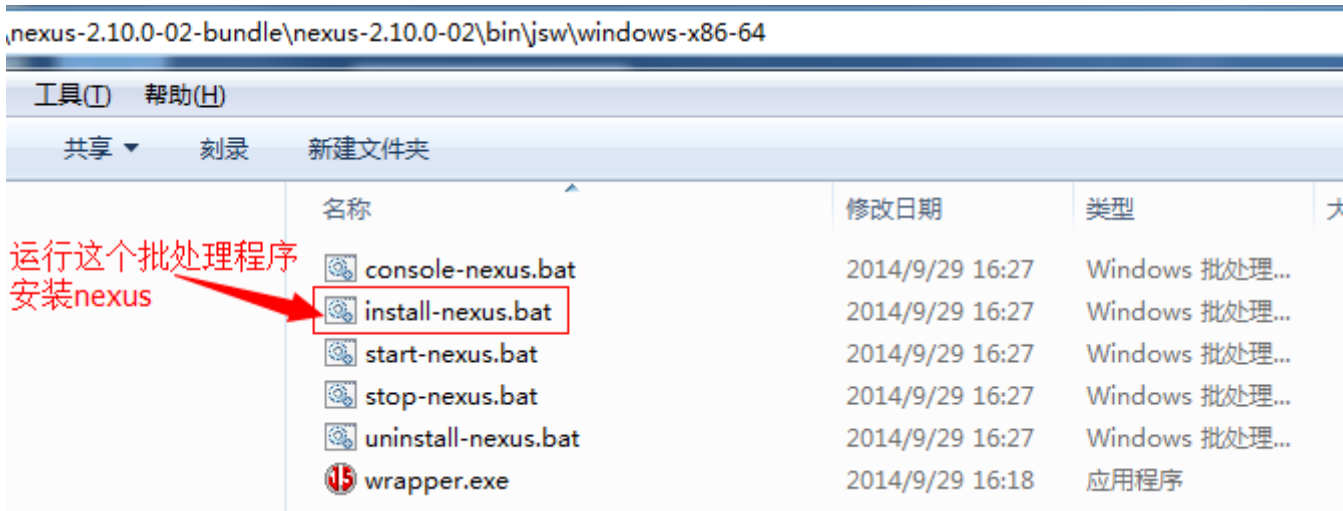 \nexus-2.10.0-02-bundle\nexus-2.10.0-02\bin\jsw\windows-x86-64
工具(T) 帮助(H)
共享 刻录 新建文件夹
名称 修改日期 类型 大
运行这个批处理程序
安装nexus
console-nexus.bat 2014/9/29 16:27 Windows 批处理...
install-nexus.bat 2014/9/29 16:27 Windows 批处理...
start-nexus.bat 2014/9/29 16:27 Windows 批处理...
stop-nexus.bat 2014/9/29 16:27 Windows 批处理...
uninstall-nexus.bat 2014/9/29 16:27 Windows 批处理...
wrapper.exe 2014/9/29 16:18 应用程序